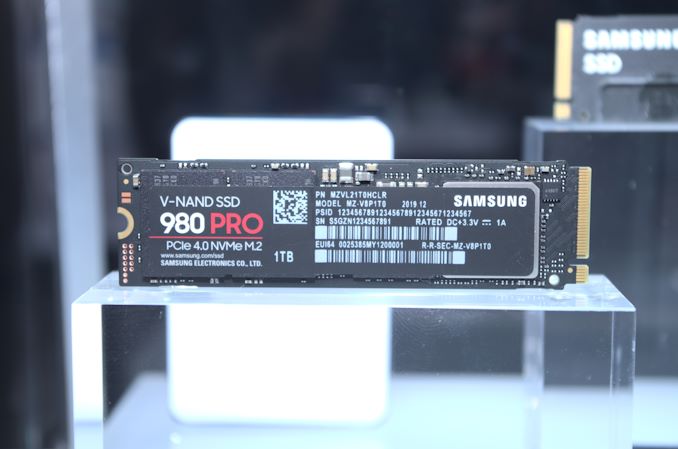 SAMSUNG
SSD
V-NAND SSD
980 PRO
PCIe 4.0 NVMe M.2
www.samsung.com/ssd
SAMSUNG ELECTRONICS CO., LTD.
1TB
PN MZVL21T0HCLR
MODEL MZ-V8P1T0 2019 12
PSID 12345678912345678912345671234567
SN S5GZN1234567891 RATED DC+3.3V ⎓ 1A
EUI64 0025385MY1200001 R-R-SEC-MZ-V8P1T0
SAMSUNG